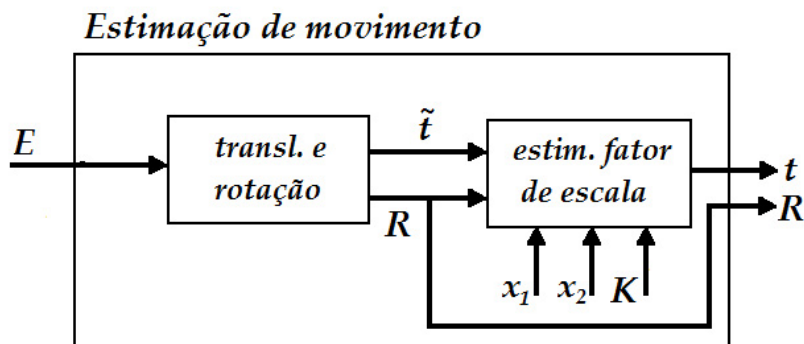 Estimação de movimento
E
transl. e
rotação
t̃
R
estim. fator
de escala
x₁ x₂ K
t
R